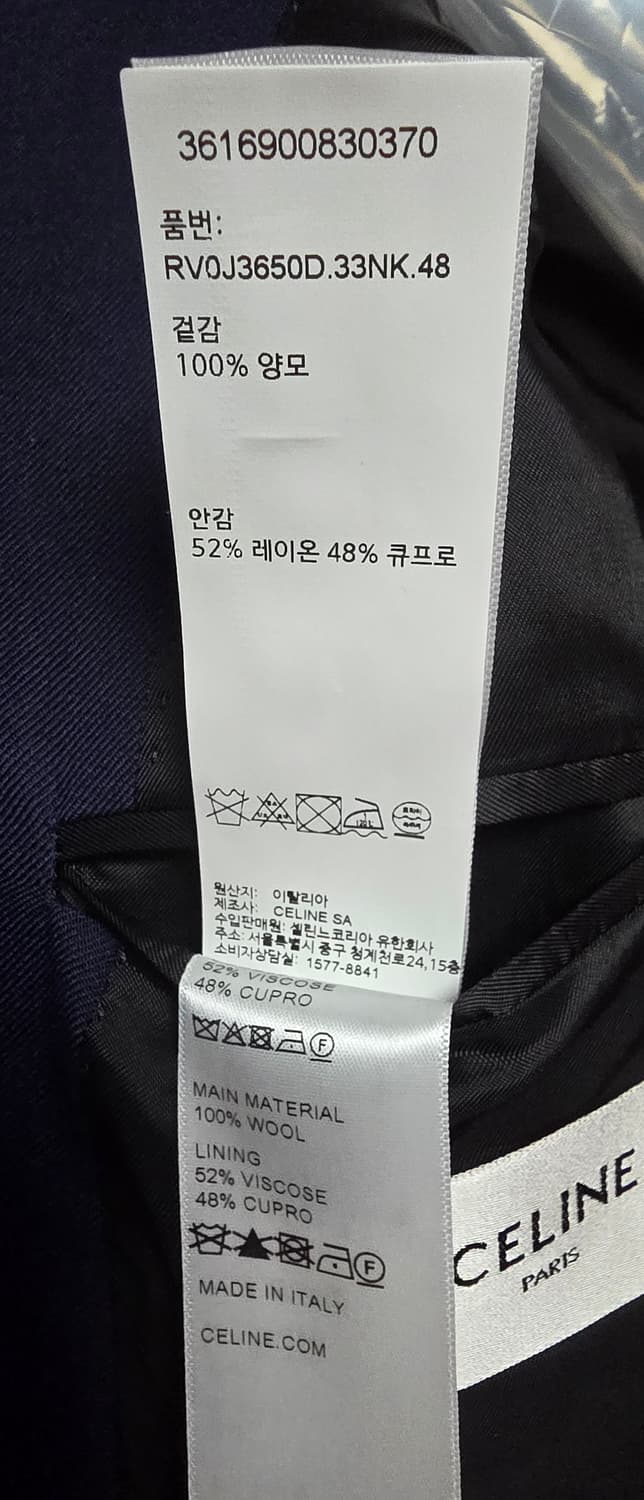 3616900830370
품번:
RV0J3650D.33NK.48
겉감
100% 양모
안감
52% 레이온 48% 큐프로
120℃
원산지: 이탈리아
제조사: CELINE SA
수입판매원: 셀린느코리아 유한회사
주소: 서울특별시 중구 청계천로24,15층
소비자상담실: 1577-8841
52% VISCOSE
48% CUPRO
F
MAIN MATERIAL
100% WOOL
LINING
52% VISCOSE
48% CUPRO
F
MADE IN ITALY
CELINE.COM
CELINE
PARIS